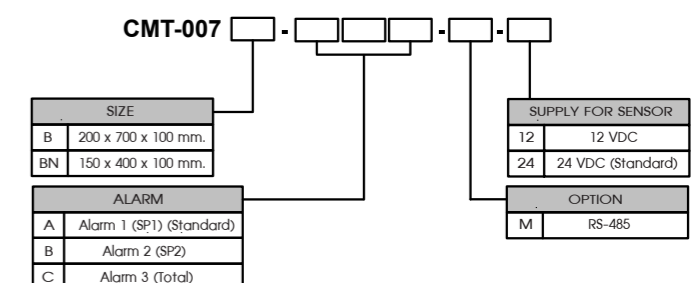 CMT-007 - - -
SIZE
B 200 x 700 x 100 mm.
BN 150 x 400 x 100 mm.
ALARM
A Alarm 1 (SP1) (Standard)
B Alarm 2 (SP2)
C Alarm 3 (Total)
SUPPLY FOR SENSOR
12 12 VDC
24 24 VDC (Standard)
OPTION
M RS-485